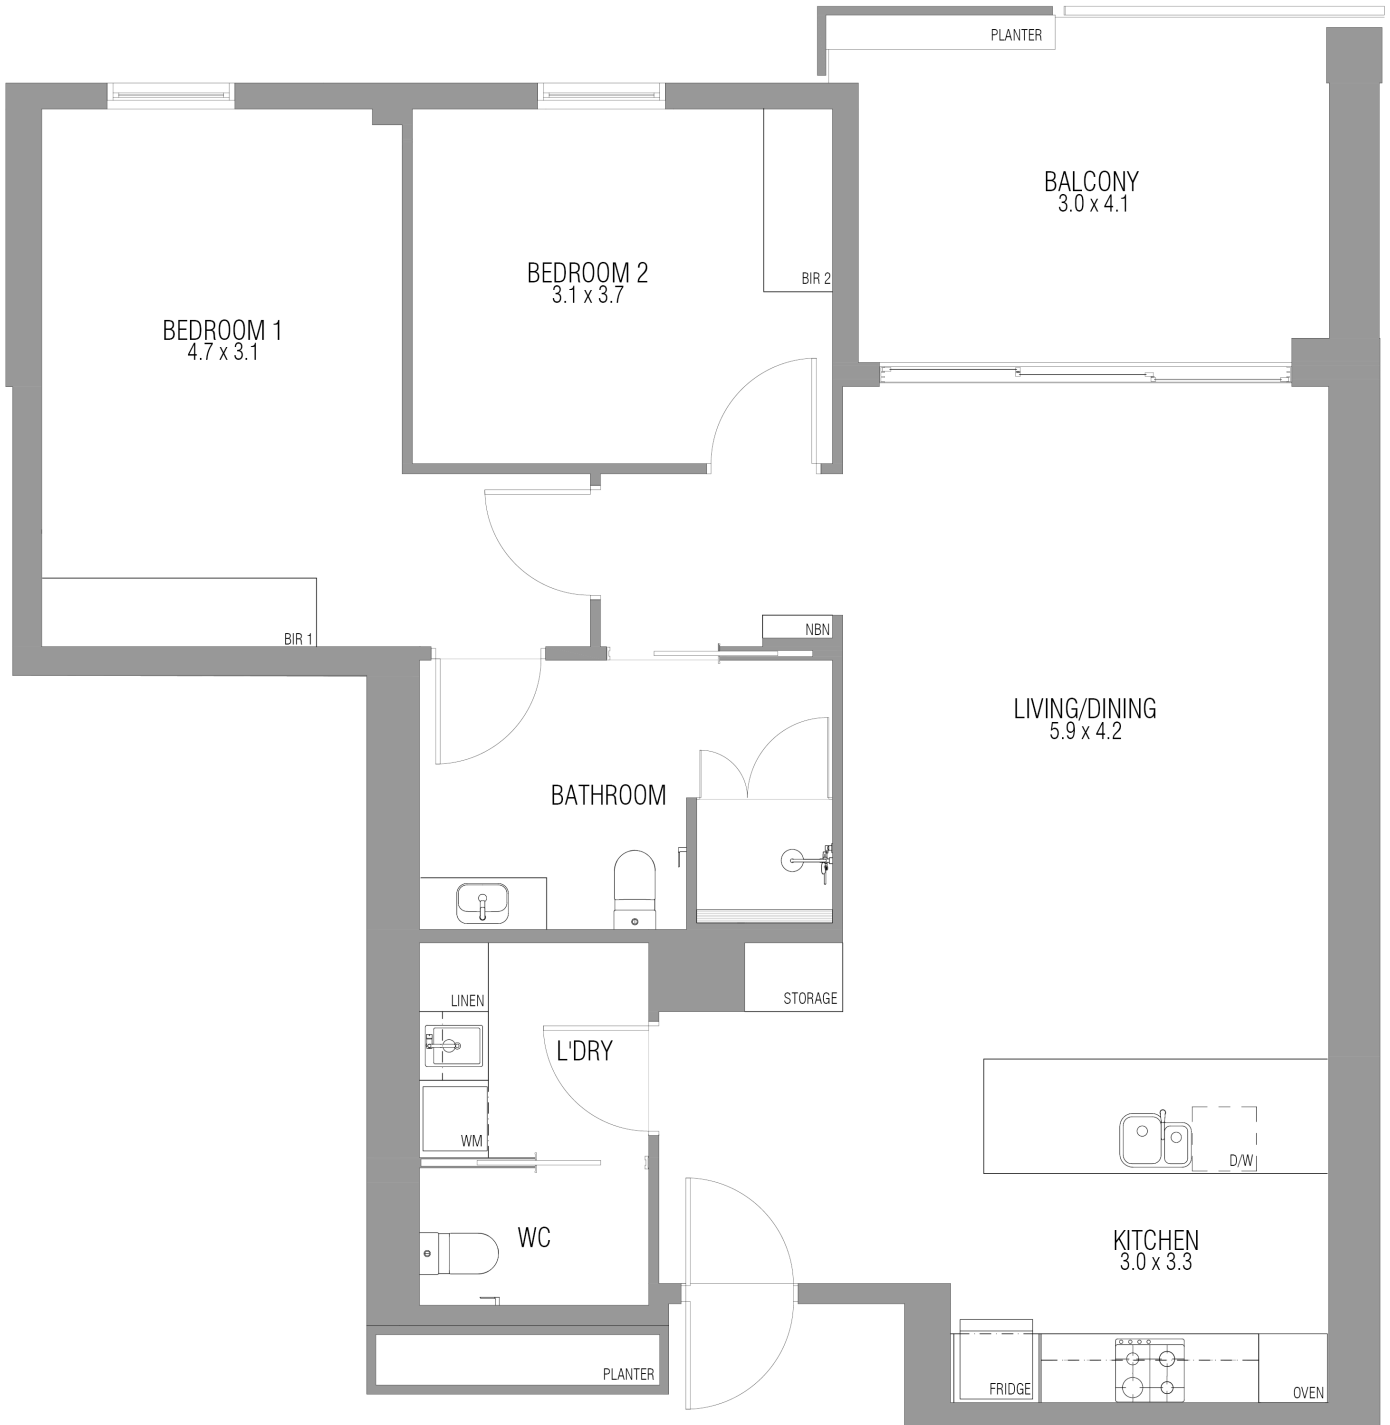 PLANTER
BALCONY
3.0 x 4.1
BEDROOM 2
3.1 x 3.7
BIR 2
BEDROOM 1
4.7 x 3.1
BIR 1
NBN
LIVING/DINING
5.9 x 4.2
BATHROOM
LINEN
STORAGE
L'DRY
WM
D/W
WC
KITCHEN
3.0 x 3.3
PLANTER
FRIDGE
OVEN